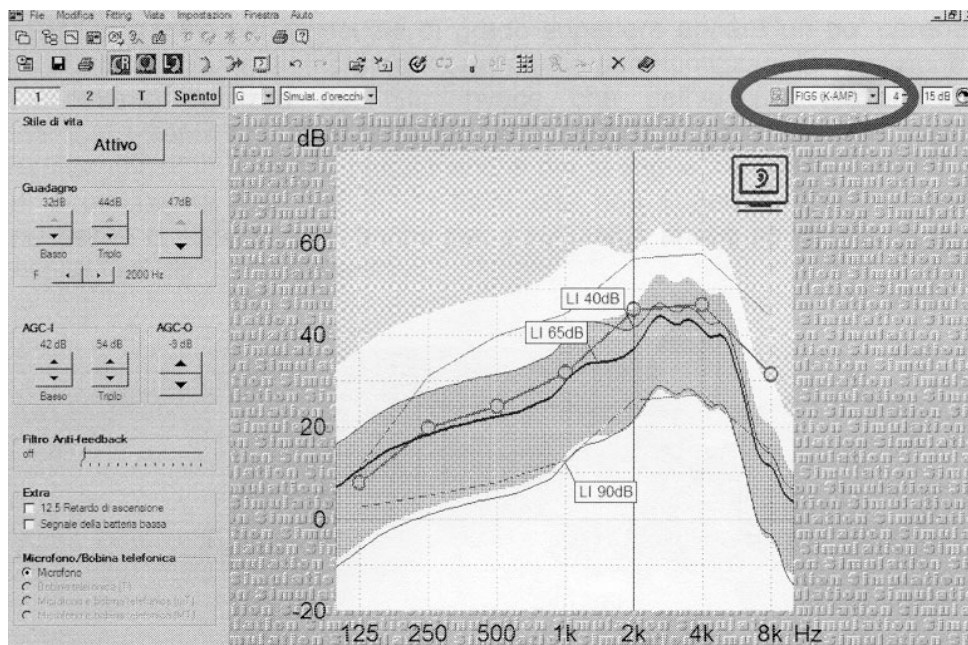 File Modifica Fitting Vista Impostazioni Finestra Aiuto
1 2 T Spento G Simulat. d'orecchi FIG6 (K-AMP) 4 15 dB
Stile di vita
Attivo
Guadagno
32dB 44dB 47dB
Basso Triplo
F 2000 Hz
AGC-I AGC-O
42 dB 54 dB -9 dB
Basso Triplo
Filtro Anti-feedback
off
Extra
12.5 Retardo di ascensione
Segnale della batteria bassa
Microfono/Bobina telefonica
Microfono
Bobina telefonica (T)
dB
60
40
20
0
-20
LI 40dB
LI 65dB
LI 90dB
125 250 500 1k 2k 4k 8k Hz
Simulation